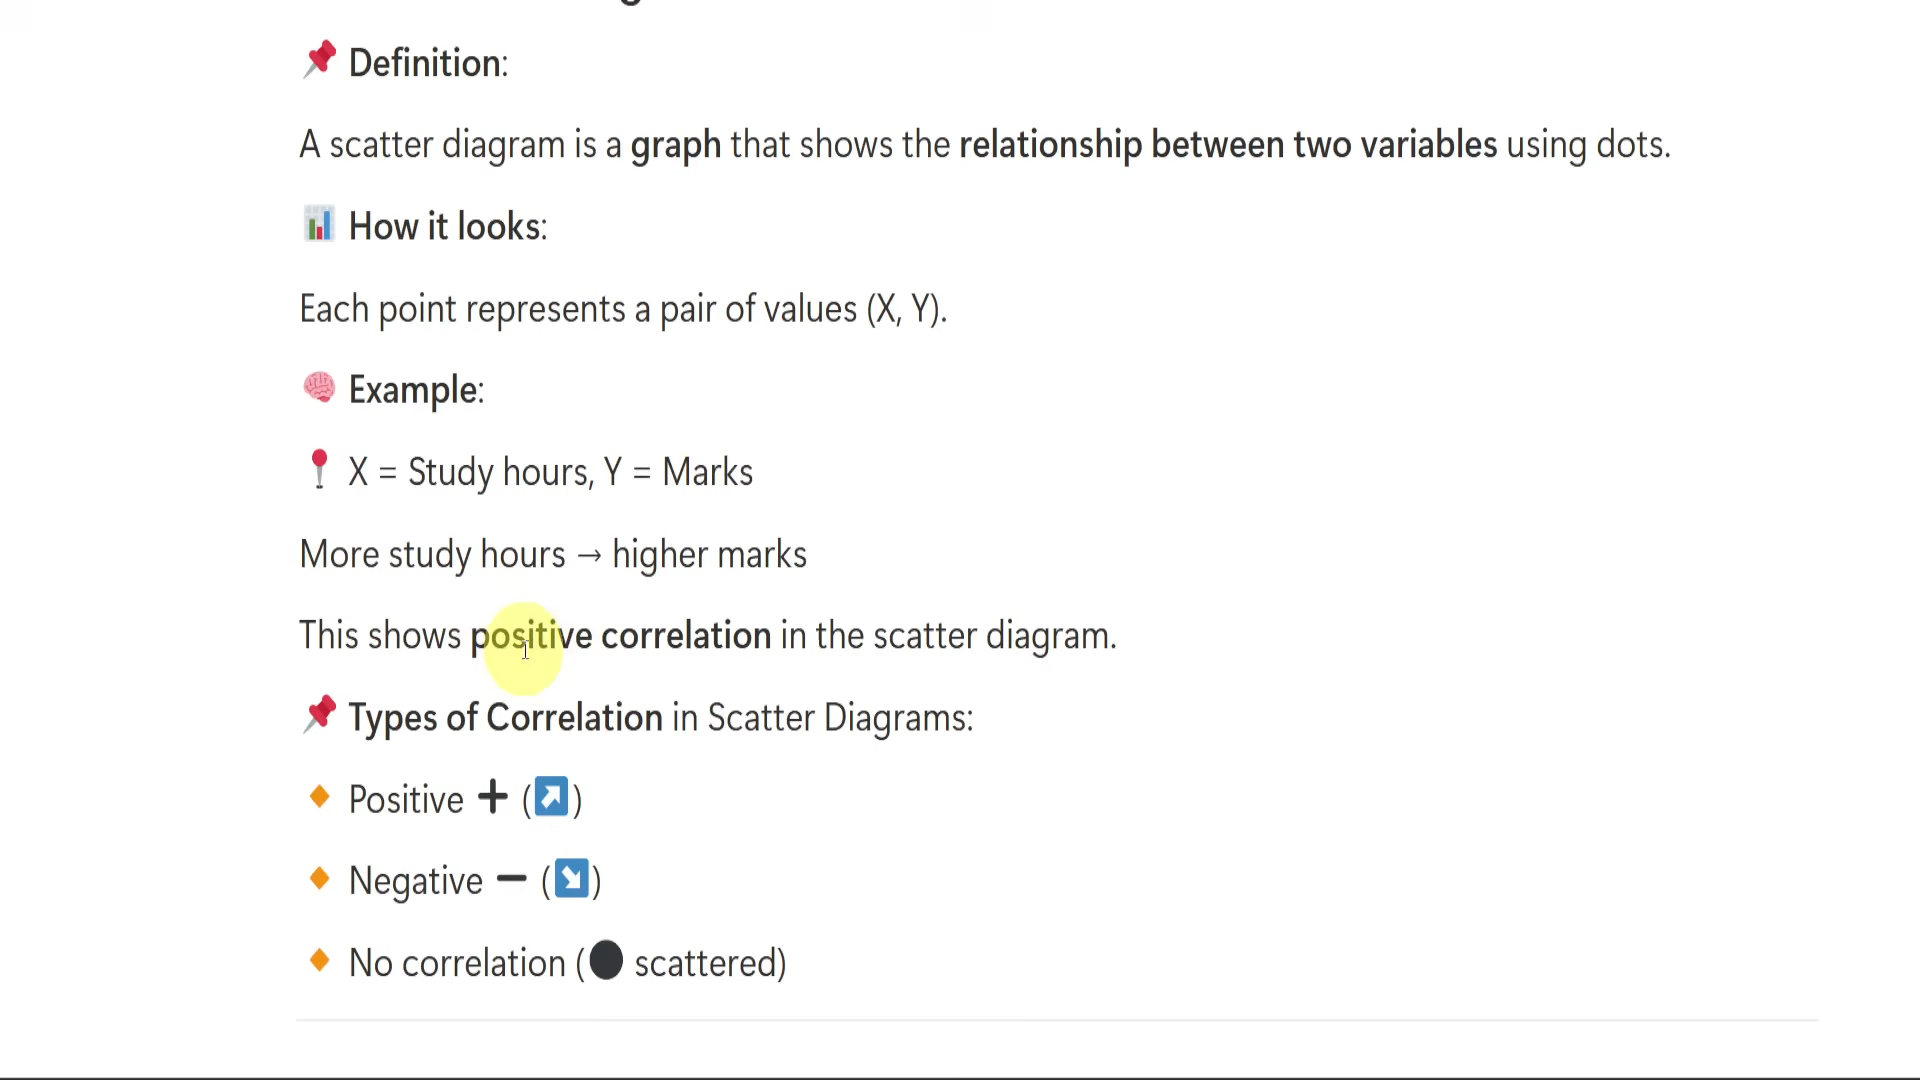 📌 Definition:
A scatter diagram is a graph that shows the relationship between two variables using dots.
📊 How it looks:
Each point represents a pair of values (X, Y).
🧠 Example:
📍 X = Study hours, Y = Marks
More study hours → higher marks
This shows positive correlation in the scatter diagram.
📌 Types of Correlation in Scatter Diagrams:
🔸 Positive ➕ (↗️)
🔸 Negative ➖ (↘️)
🔸 No correlation (⚫ scattered)